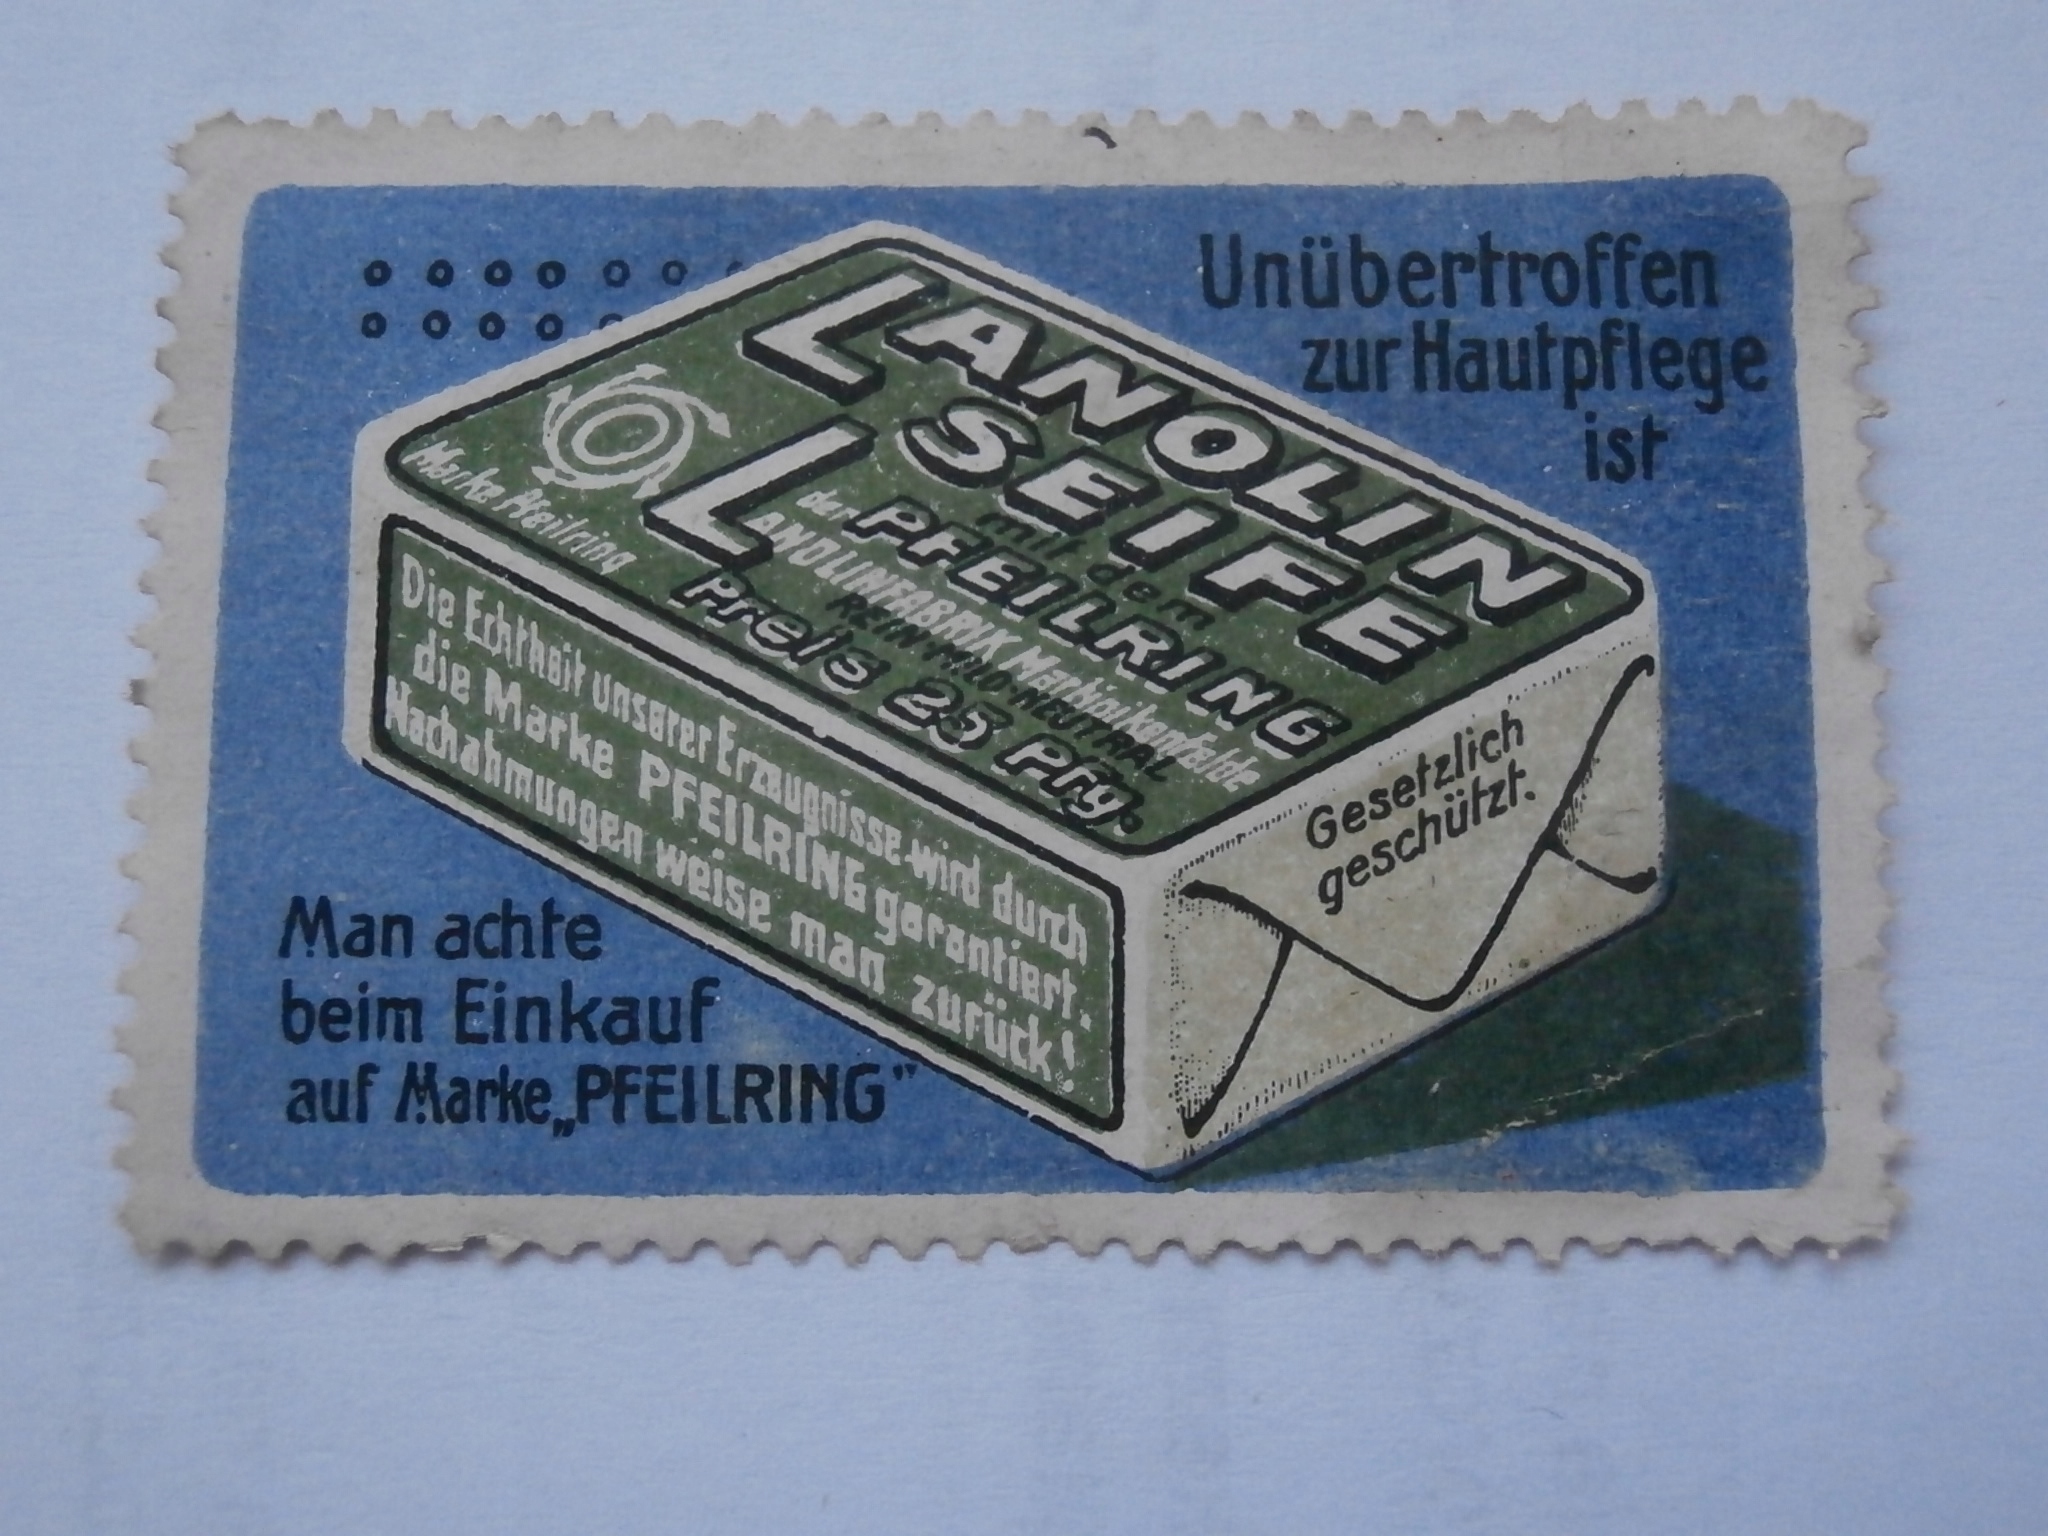 Unübertroffen
zur Hautpflege
ist
LANOLIN
SEIFE
mit dem
PFEILRING
der
LANOLINFABRIK Martinikenfelde
REIN-MILD-NEUTRAL
Preis 25 Pfg.
Marke Pfeilring
Die Echtheit unserer Erzeugnisse wird durch
die Marke PFEILRING garantiert.
Nachahmungen weise man zurück!
Gesetzlich
geschützt.
Man achte
beim Einkauf
auf Marke „PFEILRING"